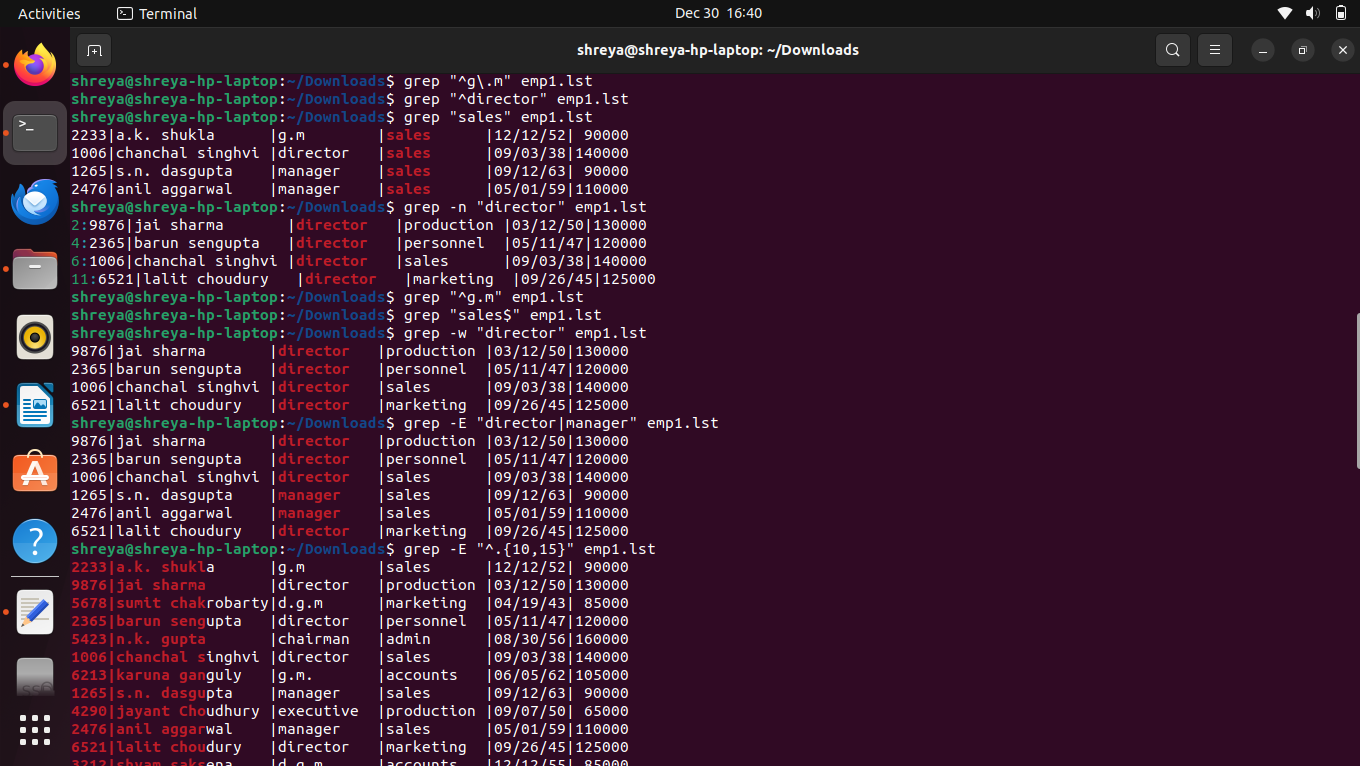 Activities Terminal Dec 30 16:40
shreya@shreya-hp-laptop: ~/Downloads
shreya@shreya-hp-laptop:~/Downloads$ grep "^g\.m" emp1.lst
shreya@shreya-hp-laptop:~/Downloads$ grep "^director" emp1.lst
shreya@shreya-hp-laptop:~/Downloads$ grep "sales" emp1.lst
2233|a.k. shukla      |g.m        |sales      |12/12/52| 90000
1006|chanchal singhvi |director   |sales      |09/03/38|140000
1265|s.n. dasgupta    |manager    |sales      |09/12/63| 90000
2476|anil aggarwal    |manager    |sales      |05/01/59|110000
shreya@shreya-hp-laptop:~/Downloads$ grep -n "director" emp1.lst
2:9876|jai sharma       |director   |production |03/12/50|130000
4:2365|barun sengupta   |director   |personnel  |05/11/47|120000
6:1006|chanchal singhvi |director   |sales      |09/03/38|140000
11:6521|lalit choudury   |director   |marketing  |09/26/45|125000
shreya@shreya-hp-laptop:~/Downloads$ grep "^g.m" emp1.lst
shreya@shreya-hp-laptop:~/Downloads$ grep "sales$" emp1.lst
shreya@shreya-hp-laptop:~/Downloads$ grep -w "director" emp1.lst
9876|jai sharma       |director   |production |03/12/50|130000
2365|barun sengupta   |director   |personnel  |05/11/47|120000
1006|chanchal singhvi |director   |sales      |09/03/38|140000
6521|lalit choudury   |director   |marketing  |09/26/45|125000
shreya@shreya-hp-laptop:~/Downloads$ grep -E "director|manager" emp1.lst
9876|jai sharma       |director   |production |03/12/50|130000
2365|barun sengupta   |director   |personnel  |05/11/47|120000
1006|chanchal singhvi |director   |sales      |09/03/38|140000
1265|s.n. dasgupta    |manager    |sales      |09/12/63| 90000
2476|anil aggarwal    |manager    |sales      |05/01/59|110000
6521|lalit choudury   |director   |marketing  |09/26/45|125000
shreya@shreya-hp-laptop:~/Downloads$ grep -E "^.{10,15}" emp1.lst
2233|a.k. shukla      |g.m        |sales      |12/12/52| 90000
9876|jai sharma       |director   |production |03/12/50|130000
5678|sumit chakrobarty|d.g.m      |marketing  |04/19/43| 85000
2365|barun sengupta   |director   |personnel  |05/11/47|120000
5423|n.k. gupta       |chairman   |admin      |08/30/56|160000
1006|chanchal singhvi |director   |sales      |09/03/38|140000
6213|karuna ganguly   |g.m.       |accounts   |06/05/62|105000
1265|s.n. dasgupta    |manager    |sales      |09/12/63| 90000
4290|jayant Choudhury |executive  |production |09/07/50| 65000
2476|anil aggarwal    |manager    |sales      |05/01/59|110000
6521|lalit choudury   |director   |marketing  |09/26/45|125000
3212|shyam saksena    |d.g.m      |accounts   |12/12/55| 85000